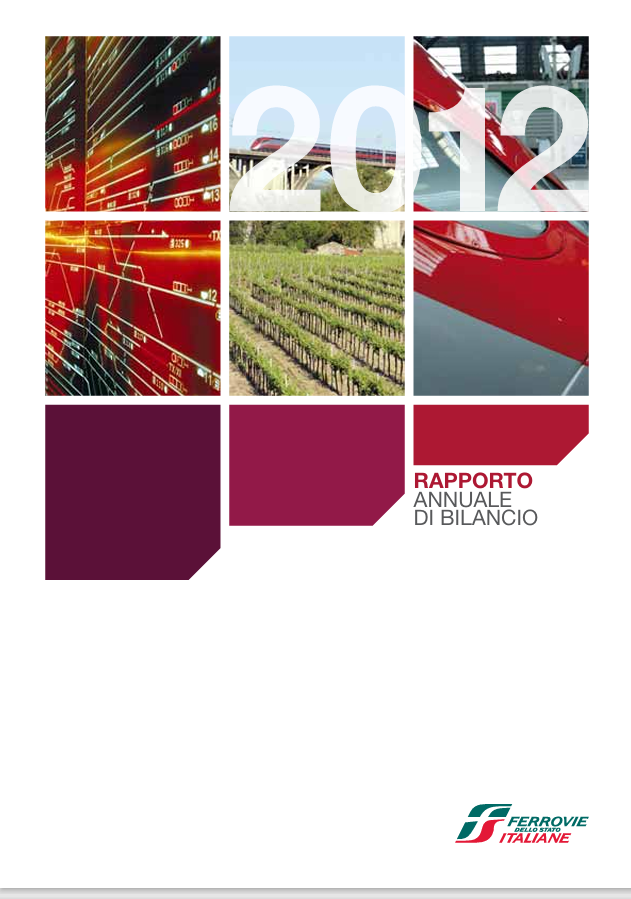 2012
RAPPORTO
ANNUALE
DI BILANCIO
FERROVIE
DELLO STATO
ITALIANE